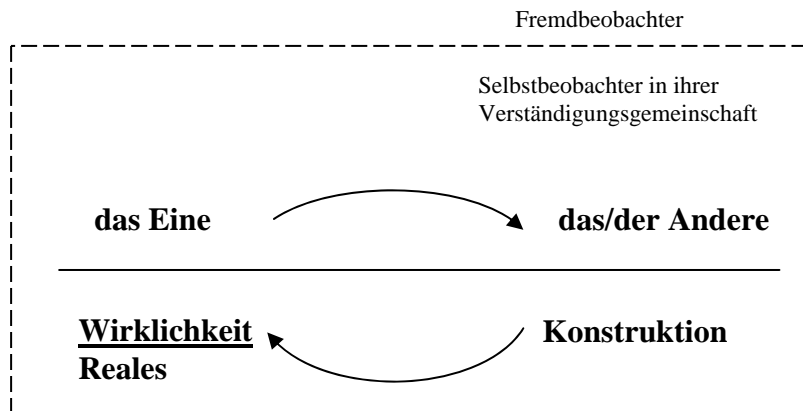 Fremdbeobachter
Selbstbeobachter in ihrer
Verständigungsgemeinschaft
das Eine
das/der Andere
Wirklichkeit
Konstruktion
Reales